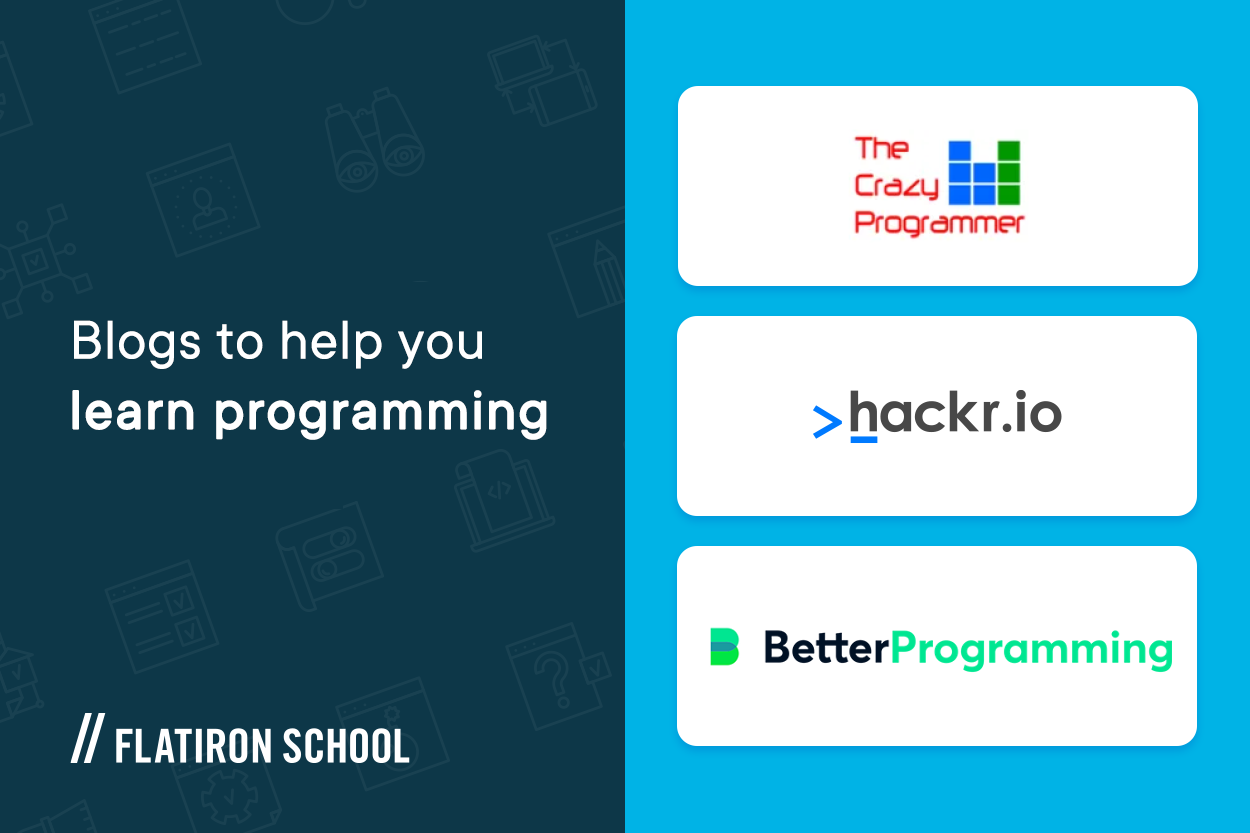 Blogs to help you
learn programming
// FLATIRON SCHOOL
The
Crazy
Programmer
>hackr.io
BetterProgramming